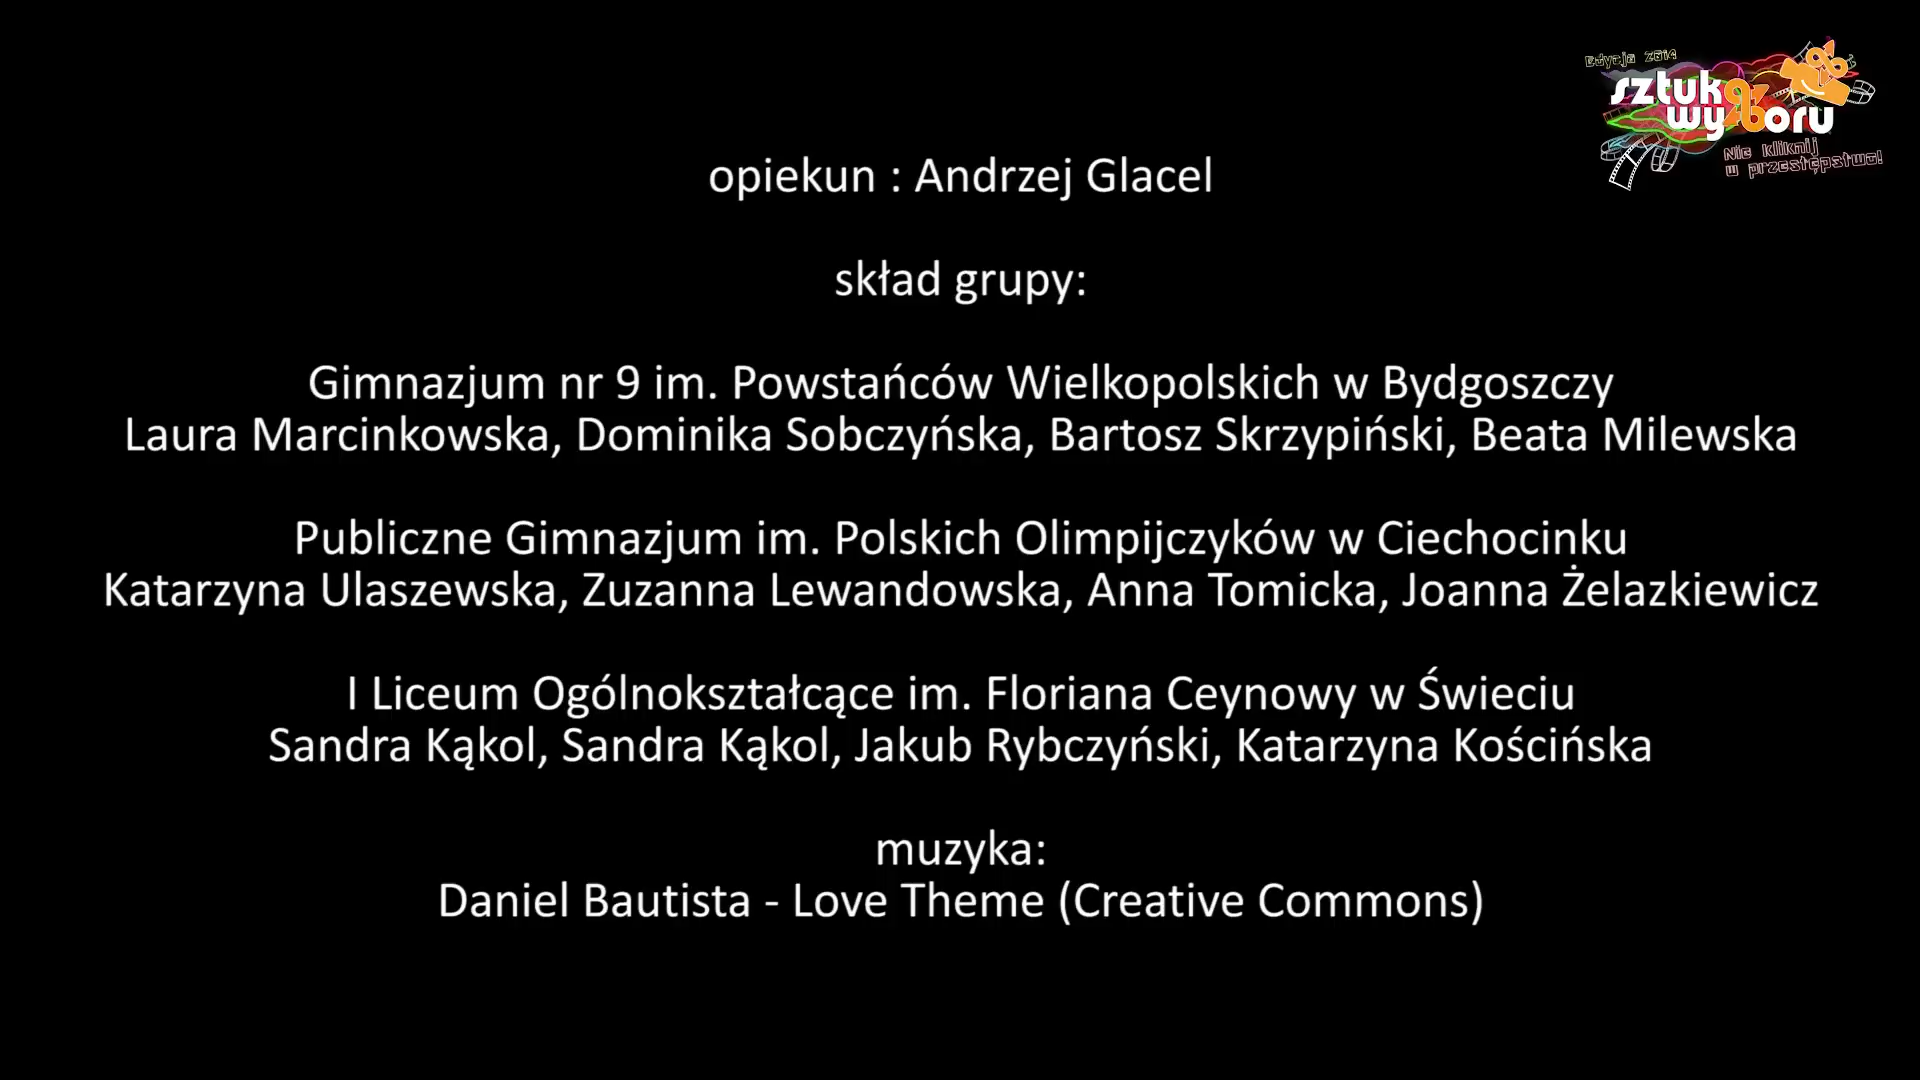 Edycja 2014
sztuka
wyboru
Nie kliknij
w przestępstwo!
opiekun : Andrzej Glacel
skład grupy:
Gimnazjum nr 9 im. Powstańców Wielkopolskich w Bydgoszczy
Laura Marcinkowska, Dominika Sobczyńska, Bartosz Skrzypiński, Beata Milewska
Publiczne Gimnazjum im. Polskich Olimpijczyków w Ciechocinku
Katarzyna Ulaszewska, Zuzanna Lewandowska, Anna Tomicka, Joanna Żelazkiewicz
I Liceum Ogólnokształcące im. Floriana Ceynowy w Świeciu
Sandra Kąkol, Sandra Kąkol, Jakub Rybczyński, Katarzyna Kościńska
muzyka:
Daniel Bautista - Love Theme (Creative Commons)